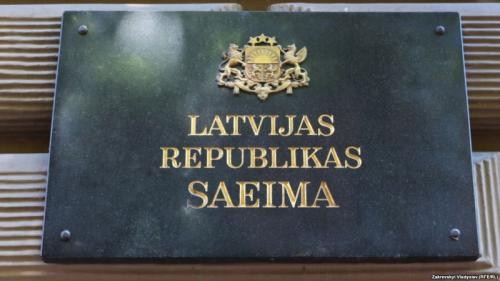 LATVIJAS
REPUBLIKAS
SAEIMA
Zakrevskyi Vladyslav (RFE/RL)